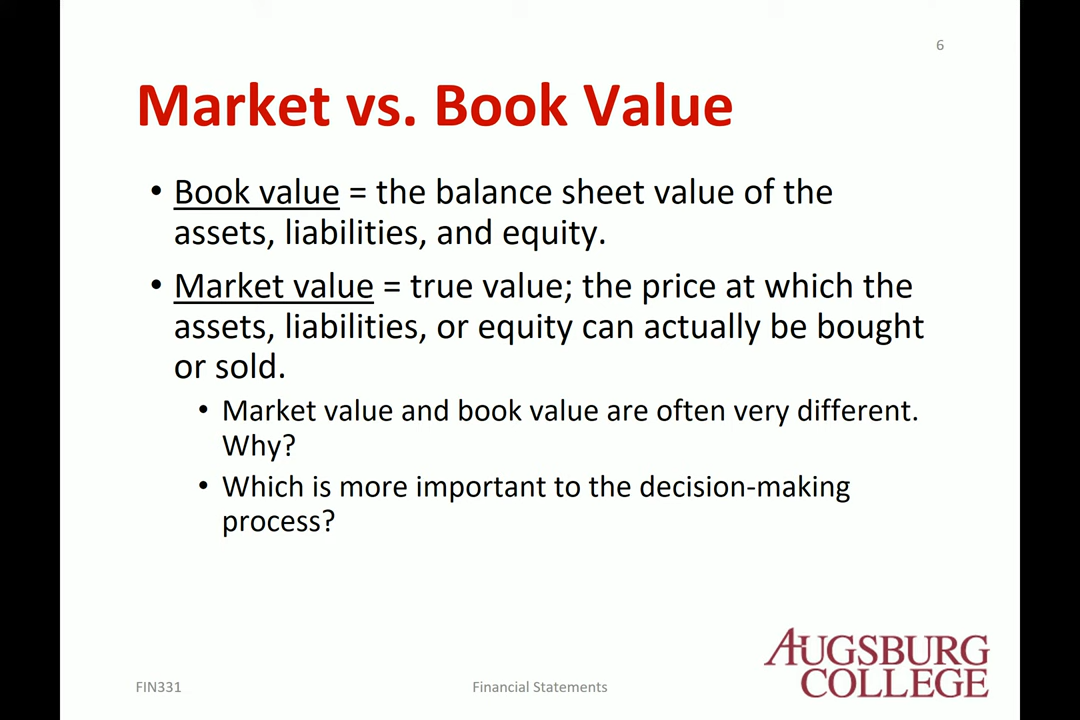 6
Market vs. Book Value
• Book value = the balance sheet value of the
assets, liabilities, and equity.
• Market value = true value; the price at which the
assets, liabilities, or equity can actually be bought
or sold.
• Market value and book value are often very different.
Why?
• Which is more important to the decision-making
process?
AUGSBURG
COLLEGE
FIN331
Financial Statements